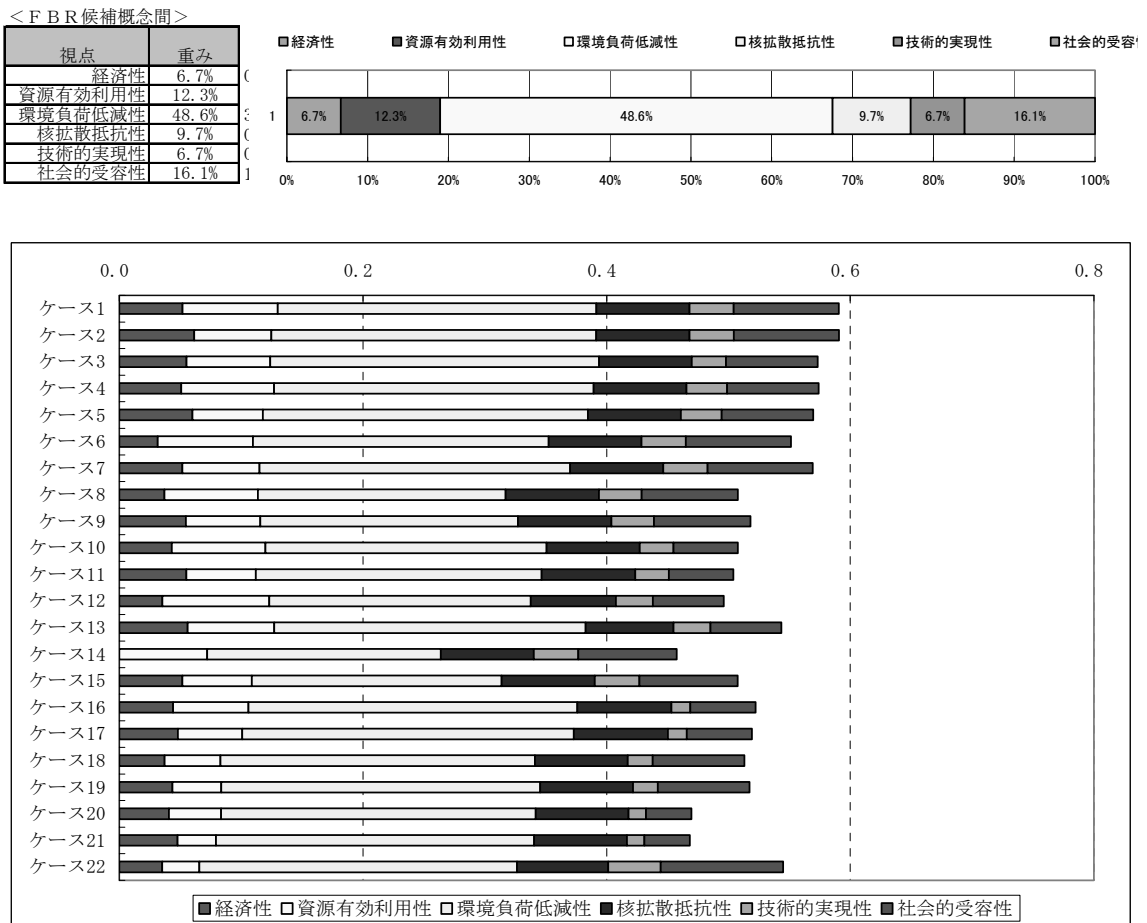 ＜ＦＢＲ候補概念間＞
視点 重み
経済性 6.7%
資源有効利用性 12.3%
環境負荷低減性 48.6%
核拡散抵抗性 9.7%
技術的実現性 6.7%
社会的受容性 16.1%
経済性 資源有効利用性 環境負荷低減性 核拡散抵抗性 技術的実現性 社会的受容
1 6.7% 12.3% 48.6% 9.7% 6.7% 16.1%
0% 10% 20% 30% 40% 50% 60% 70% 80% 90% 100%
0.0 0.2 0.4 0.6 0.8
ケース1
ケース2
ケース3
ケース4
ケース5
ケース6
ケース7
ケース8
ケース9
ケース10
ケース11
ケース12
ケース13
ケース14
ケース15
ケース16
ケース17
ケース18
ケース19
ケース20
ケース21
ケース22
経済性 資源有効利用性 環境負荷低減性 核拡散抵抗性 技術的実現性 社会的受容性